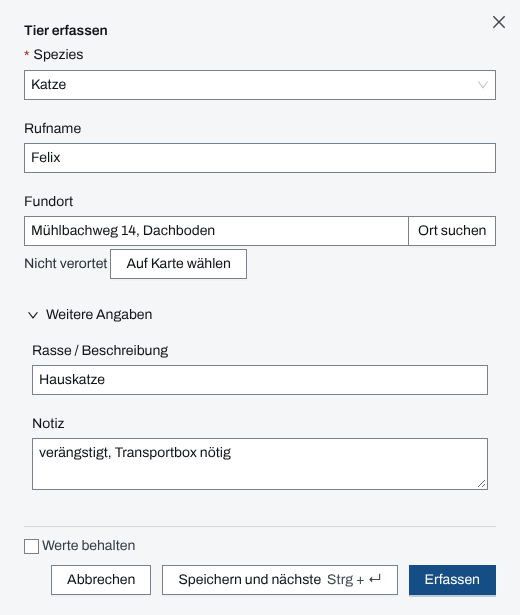 Tier erfassen
* Spezies
Katze
Rufname
Felix
Fundort
Mühlbachweg 14, Dachboden
Ort suchen
Nicht verortet
Auf Karte wählen
Weitere Angaben
Rasse / Beschreibung
Hauskatze
Notiz
verängstigt, Transportbox nötig
Werte behalten
Abbrechen
Speichern und nächste Strg + ↵
Erfassen